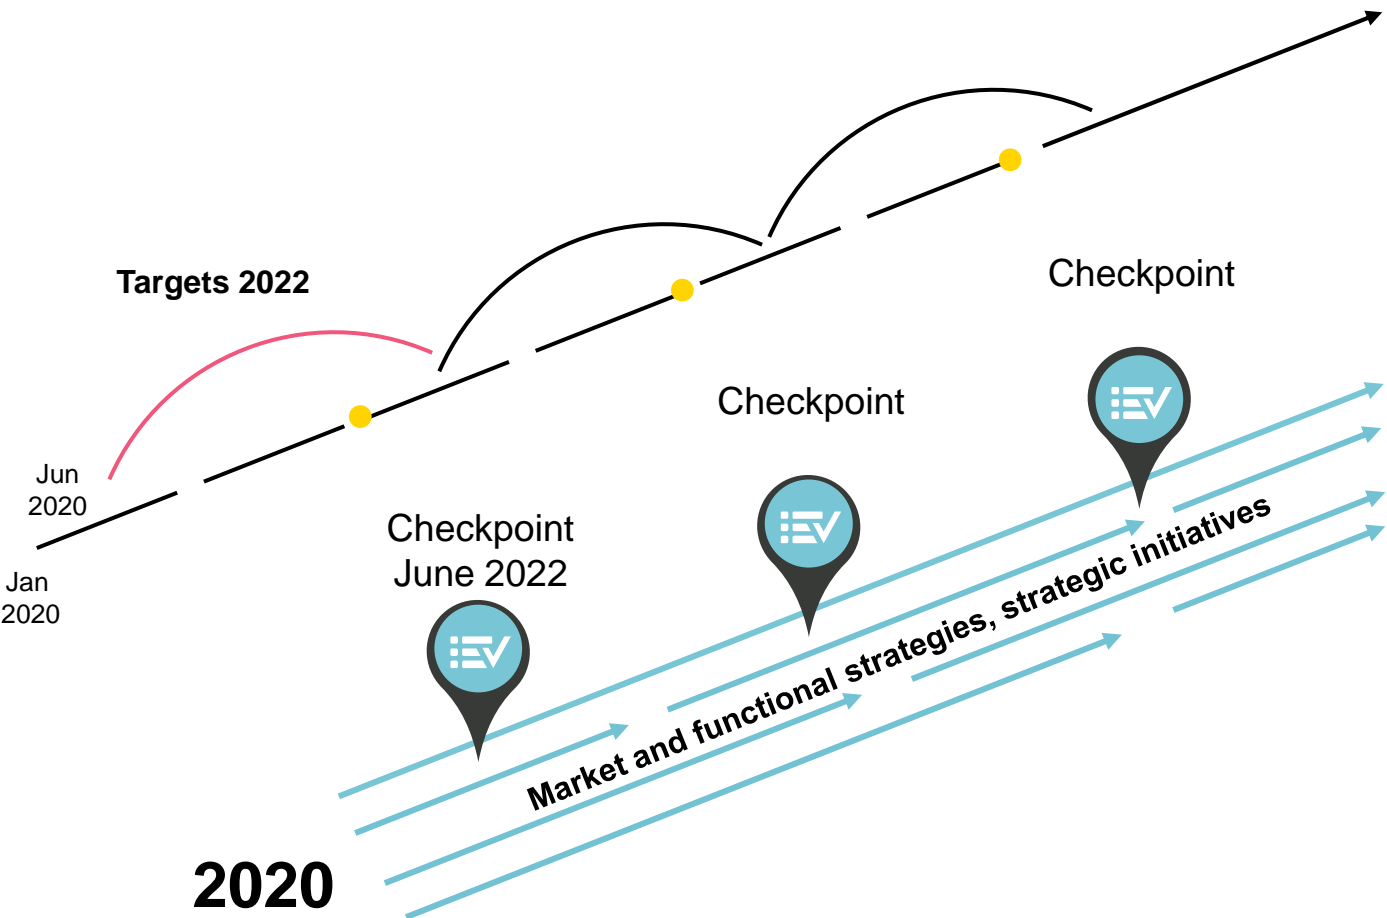 Targets 2022
Checkpoint
Checkpoint
Jun
2020
Checkpoint
June 2022
Jan
2020
Market and functional strategies, strategic initiatives
2020